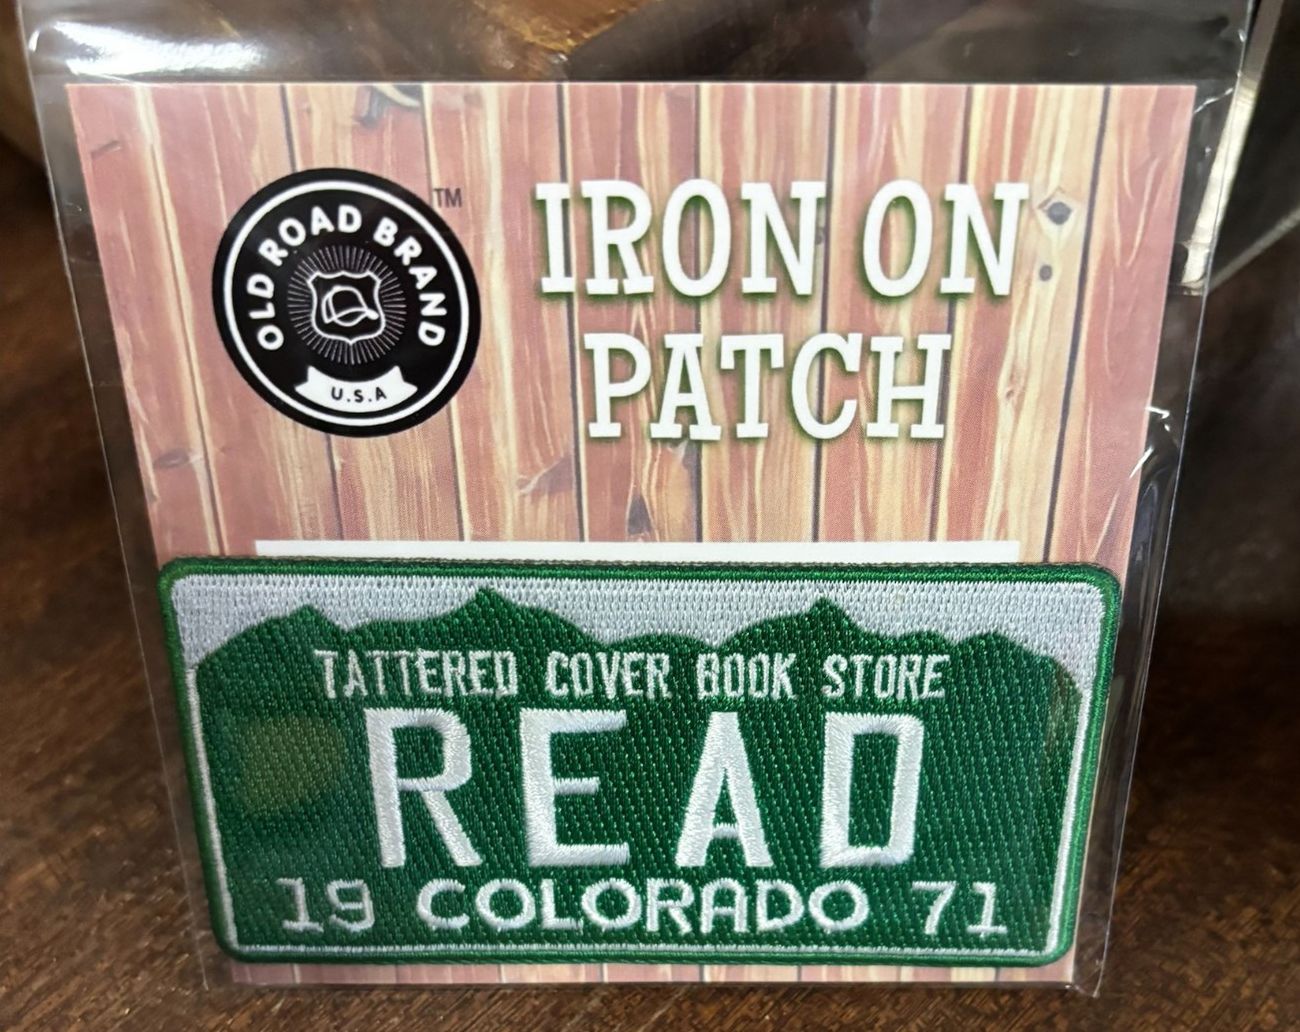 OLD ROAD BRAND
TM
U.S.A
IRON ON
PATCH
TATTERED COVER BOOK STORE
READ
19 COLORADO 71